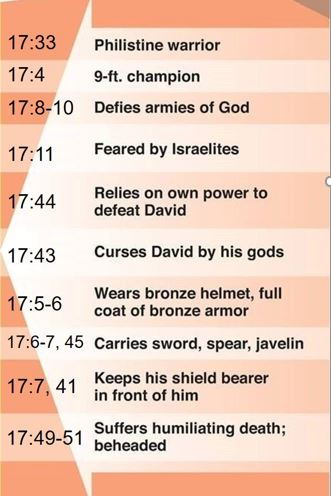 17:33 Philistine warrior
17:4 9-ft. champion
17:8-10 Defies armies of God
17:11 Feared by Israelites
17:44 Relies on own power to
defeat David
17:43 Curses David by his gods
17:5-6 Wears bronze helmet, full
coat of bronze armor
17:6-7, 45 Carries sword, spear, javelin
17:7, 41 Keeps his shield bearer
in front of him
17:49-51 Suffers humiliating death;
beheaded